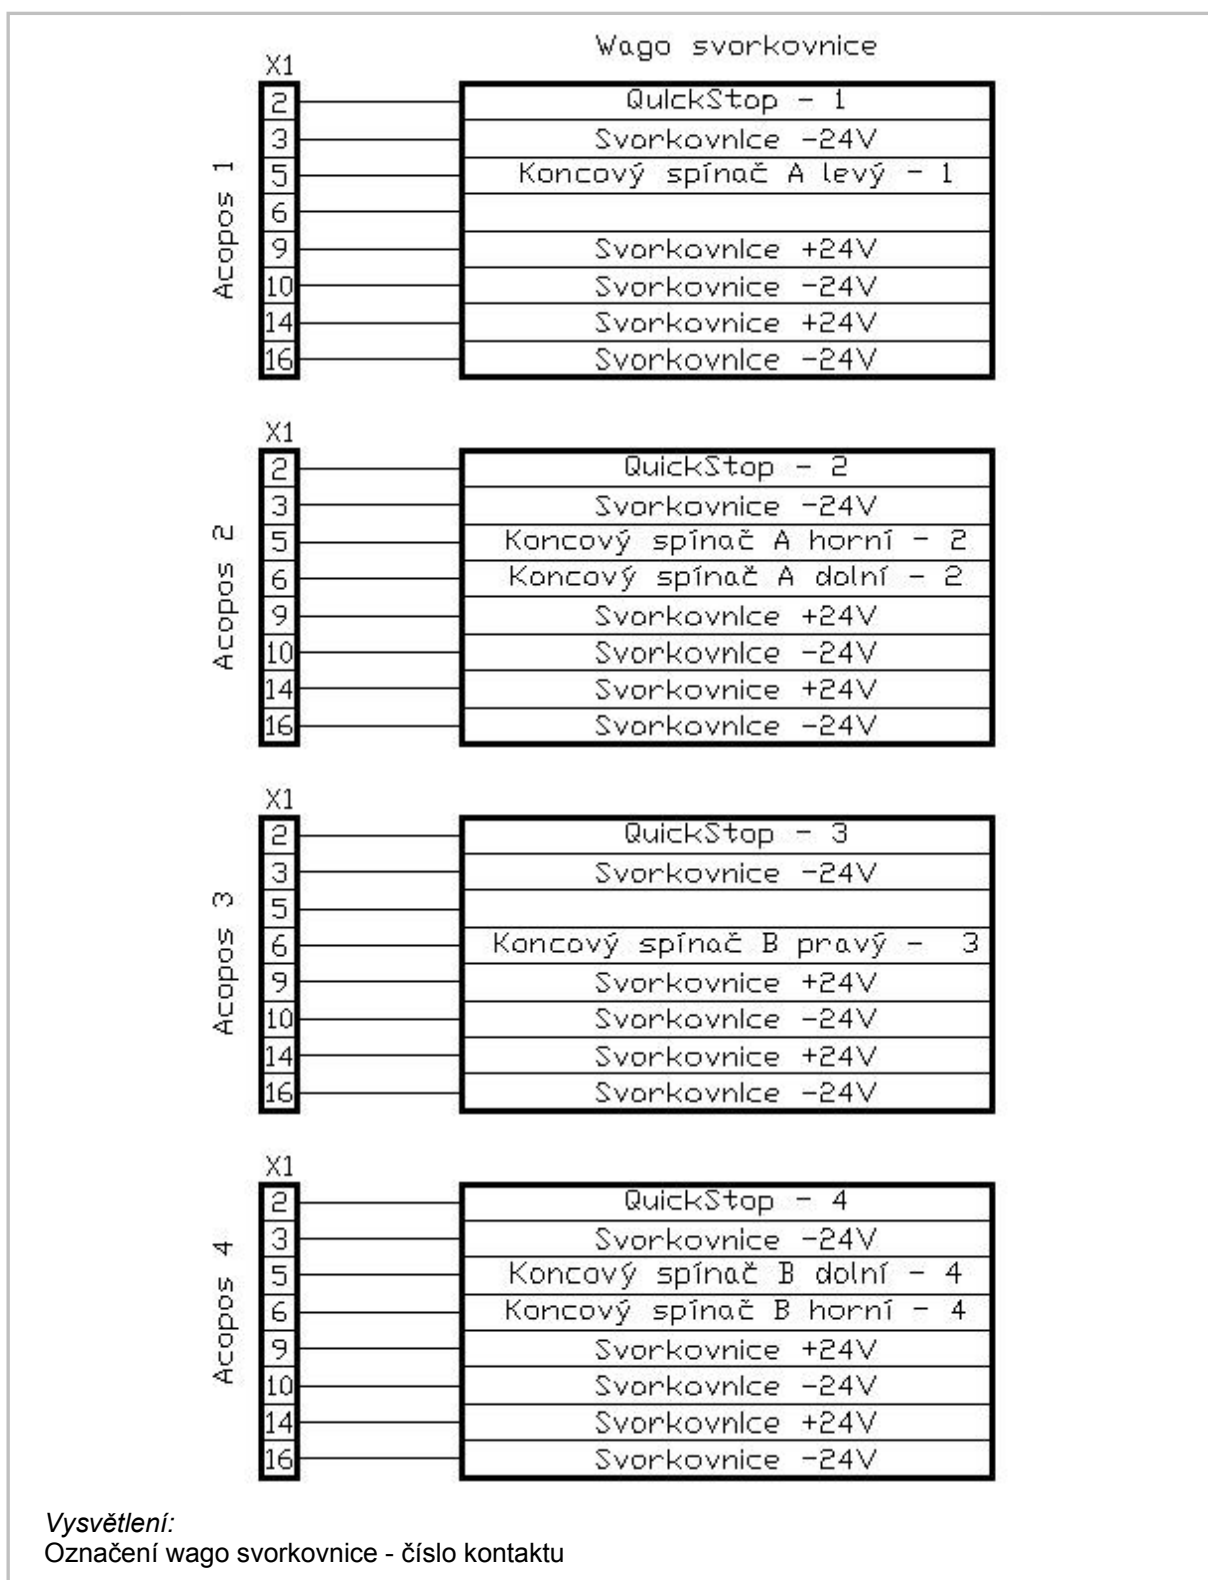 Wago svorkovnice
Acopos 1
X1
2 QuickStop - 1
3 Svorkovnice -24V
5 Koncový spínač A levý - 1
6
9 Svorkovnice +24V
10 Svorkovnice -24V
14 Svorkovnice +24V
16 Svorkovnice -24V
Acopos 2
X1
2 QuickStop - 2
3 Svorkovnice -24V
5 Koncový spínač A horní - 2
6 Koncový spínač A dolní - 2
9 Svorkovnice +24V
10 Svorkovnice -24V
14 Svorkovnice +24V
16 Svorkovnice -24V
Acopos 3
X1
2 QuickStop - 3
3 Svorkovnice -24V
5
6 Koncový spínač B pravý - 3
9 Svorkovnice +24V
10 Svorkovnice -24V
14 Svorkovnice +24V
16 Svorkovnice -24V
Acopos 4
X1
2 QuickStop - 4
3 Svorkovnice -24V
5 Koncový spínač B dolní - 4
6 Koncový spínač B horní - 4
9 Svorkovnice +24V
10 Svorkovnice -24V
14 Svorkovnice +24V
16 Svorkovnice -24V
Vysvětlení:
Označení wago svorkovnice - číslo kontaktu